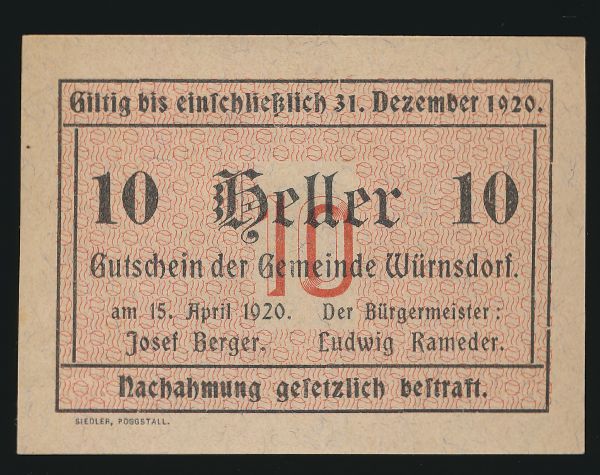 Giltig bis einschließlich 31. Dezember 1920.
10 Heller 10
10
Gutschein der Gemeinde Würnsdorf.
am 15. April 1920. Der Bürgermeister:
Josef Berger. Ludwig Rameder.
Nachahmung gesetzlich bestraft.
SIEDLER, PÖGGSTALL.